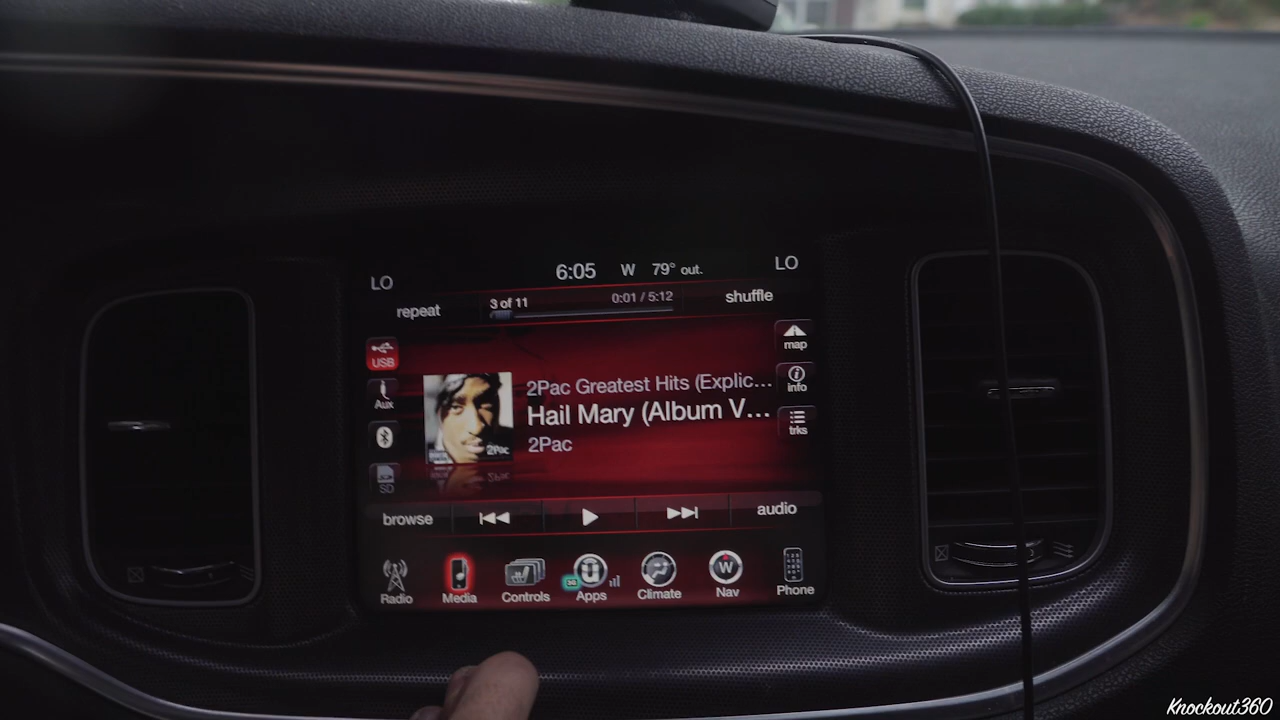 LO
6:05 W 79° out.
LO
repeat
3 of 11
0:01 / 5:12
shuffle
USB
Aux
SD
map
info
trks
2Pac Greatest Hits (Explic...
Hail Mary (Album V...
2Pac
2Pac
browse
audio
Radio
Media
Controls
3G
Apps
Climate
W
Nav
Phone
Knockout360